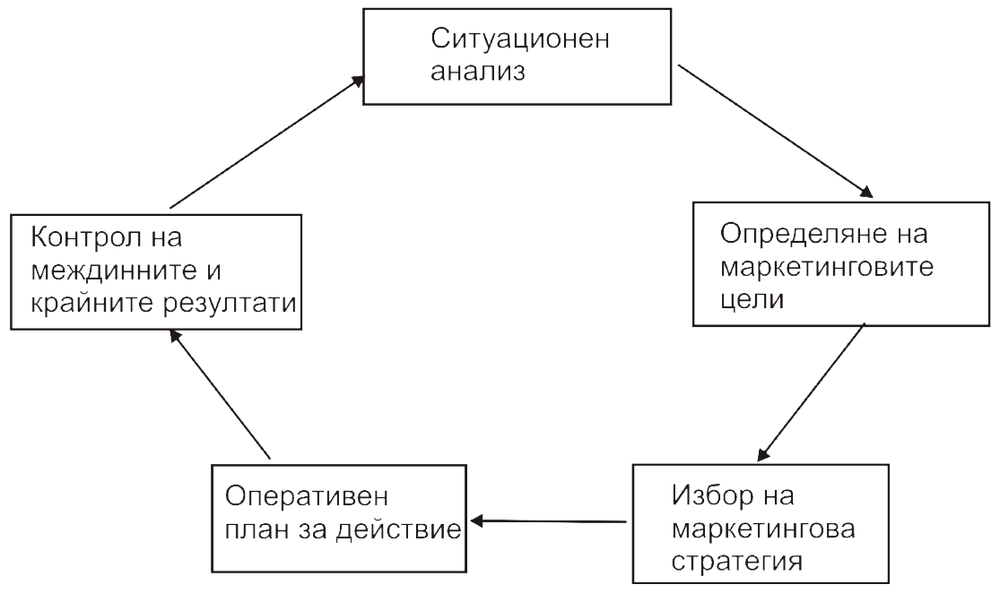 Ситуационен
анализ
Определяне на
маркетинговите
цели
Избор на
маркетингова
стратегия
Оперативен
план за действие
Контрол на
междинните и
крайните резултати